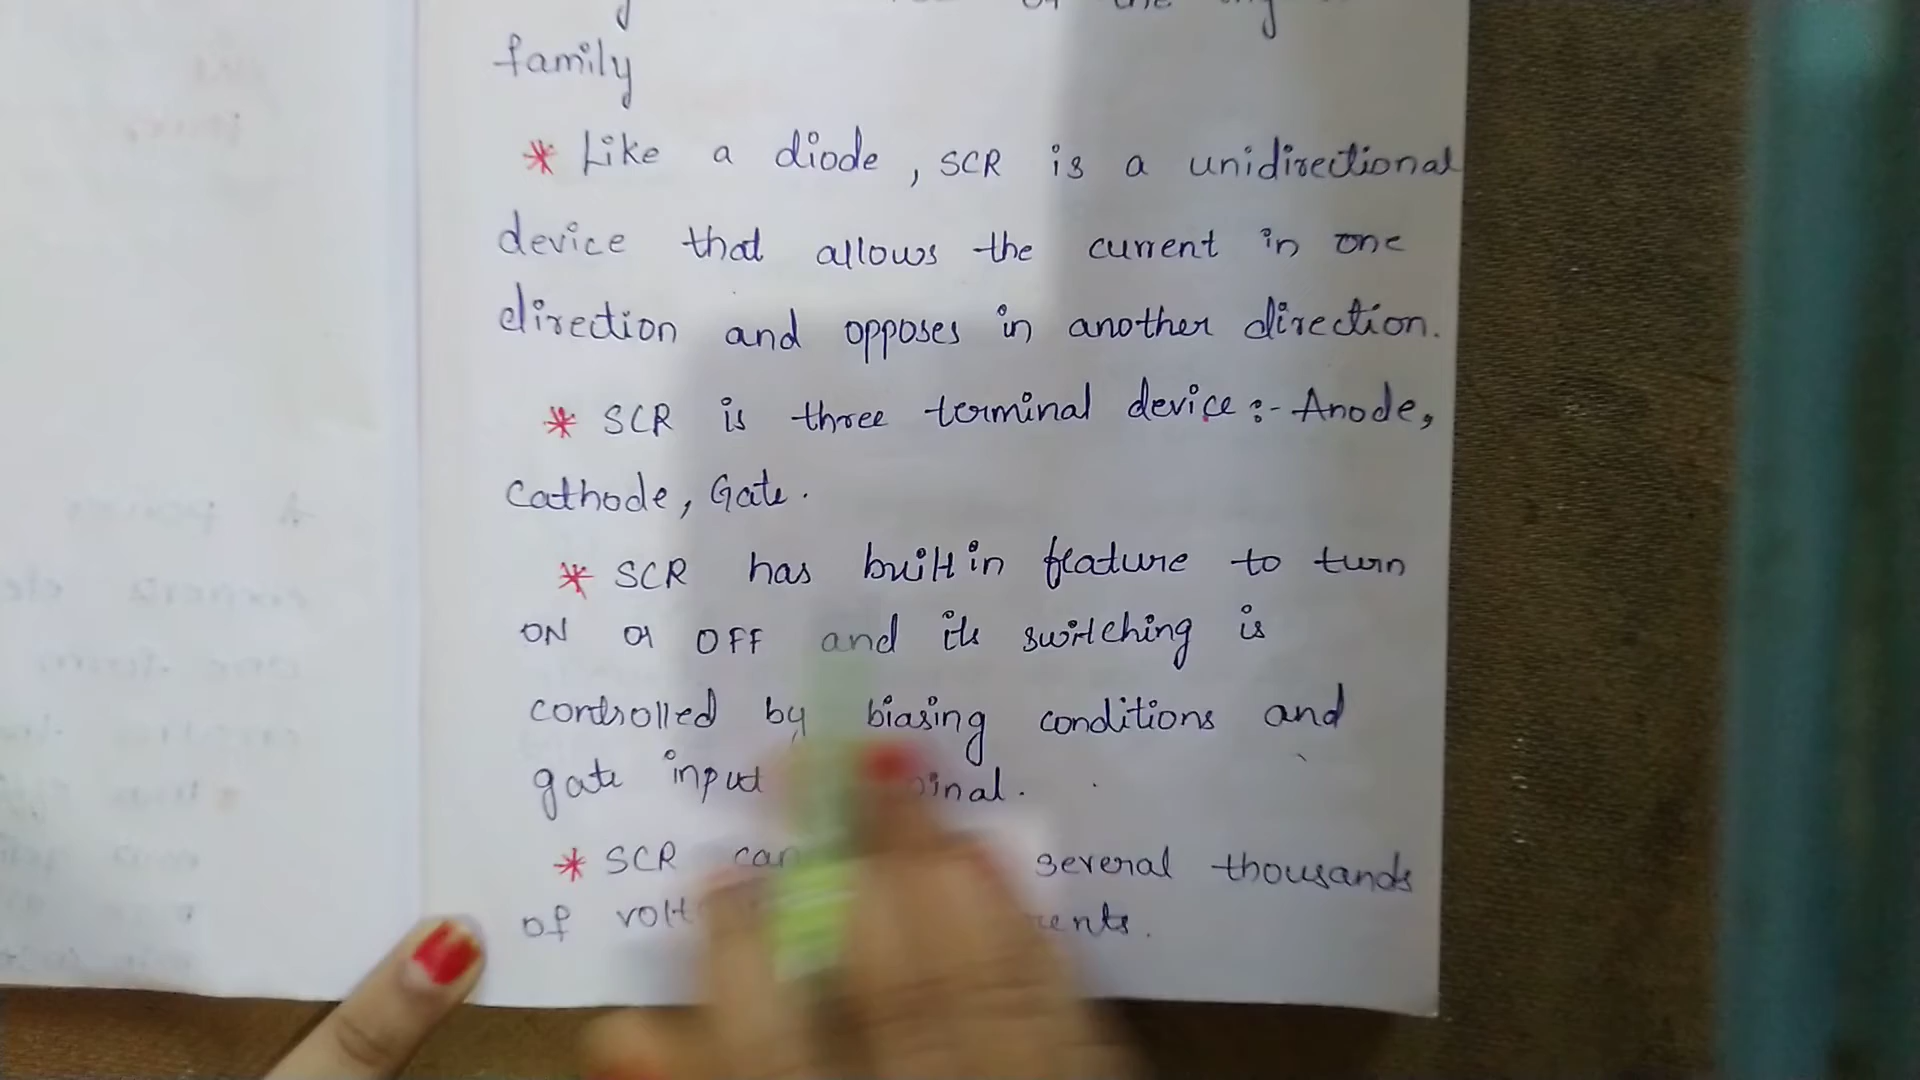 of the
family
* Like a diode, SCR is a unidirectional
device that allows the current in one
direction and opposes in another direction.
* SCR is three terminal device :- Anode,
Cathode, Gate.
* SCR has built in feature to turn
ON or OFF and its switching is
controlled by biasing conditions and
gate input
* SCR several thousands
of